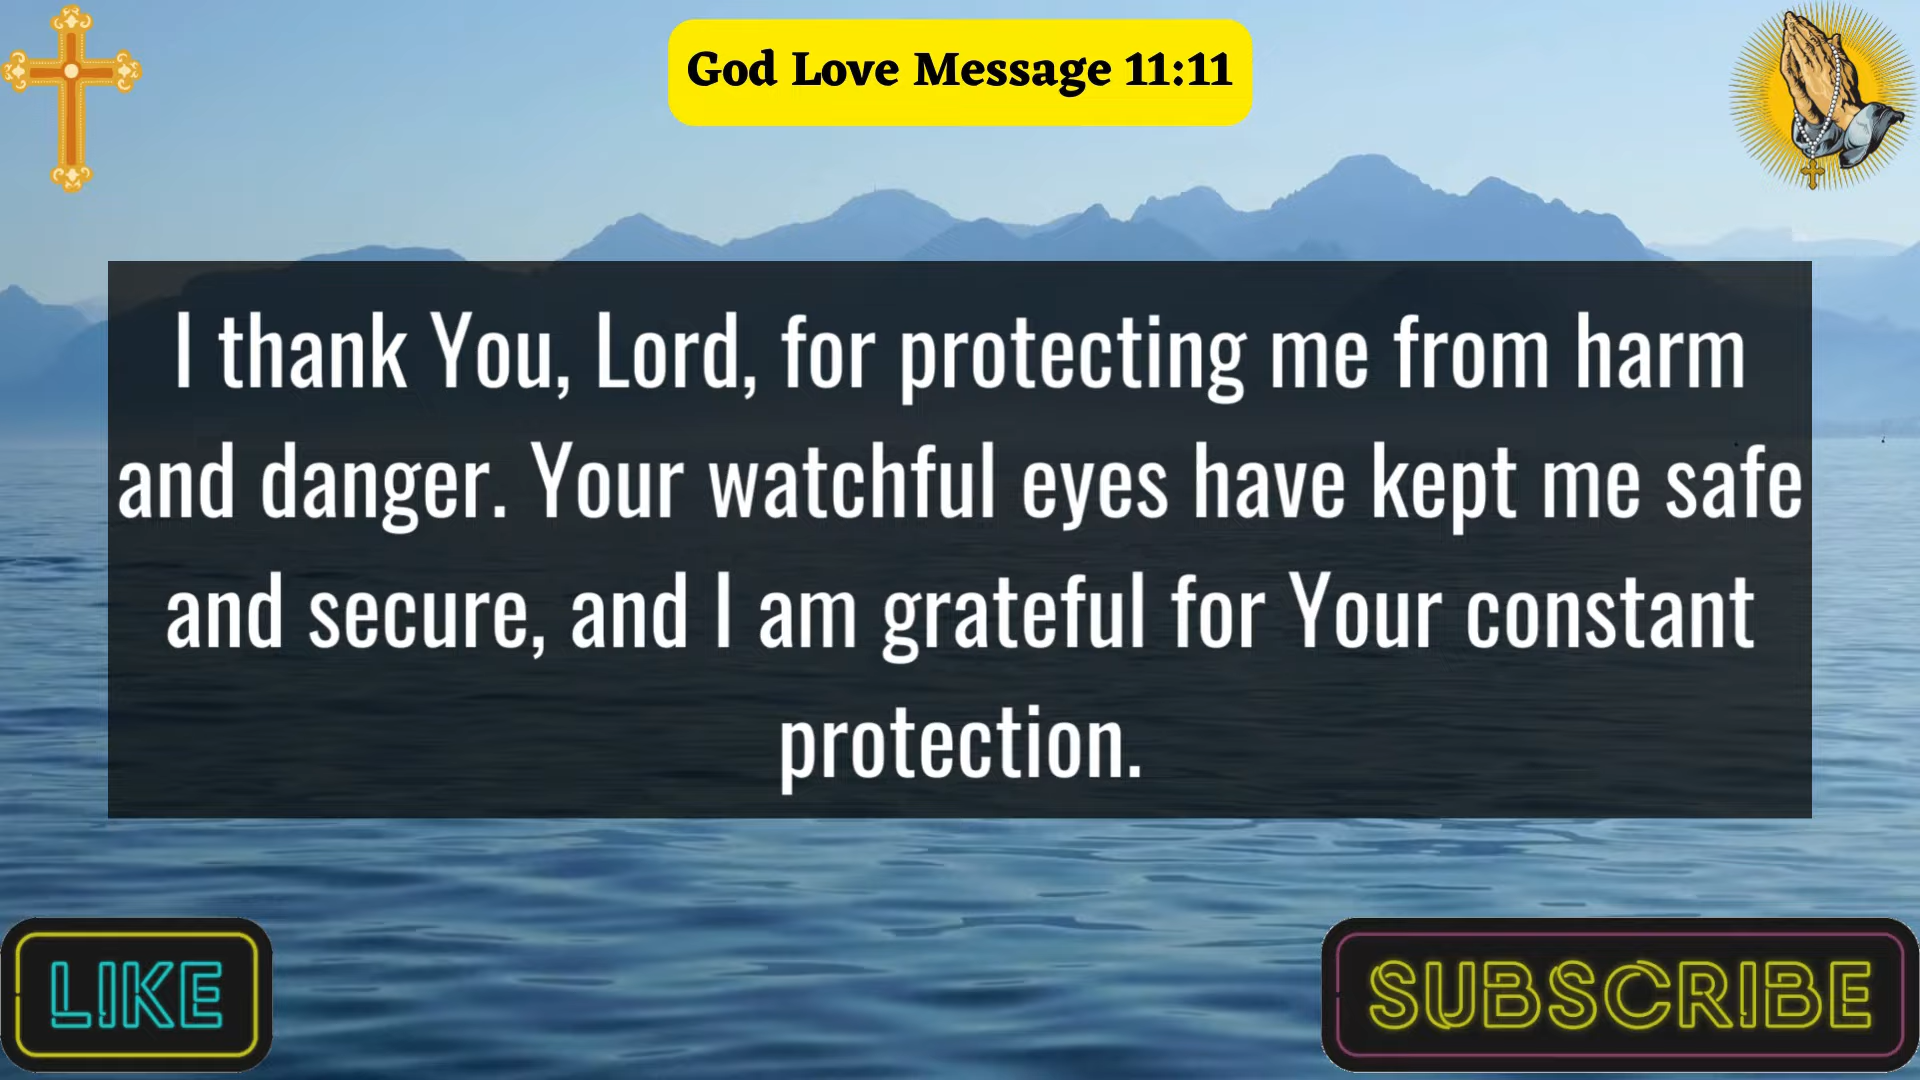 God Love Message 11:11
I thank You, Lord, for protecting me from harm
and danger. Your watchful eyes have kept me safe
and secure, and I am grateful for Your constant
protection.
LIKE
SUBSCRIBE